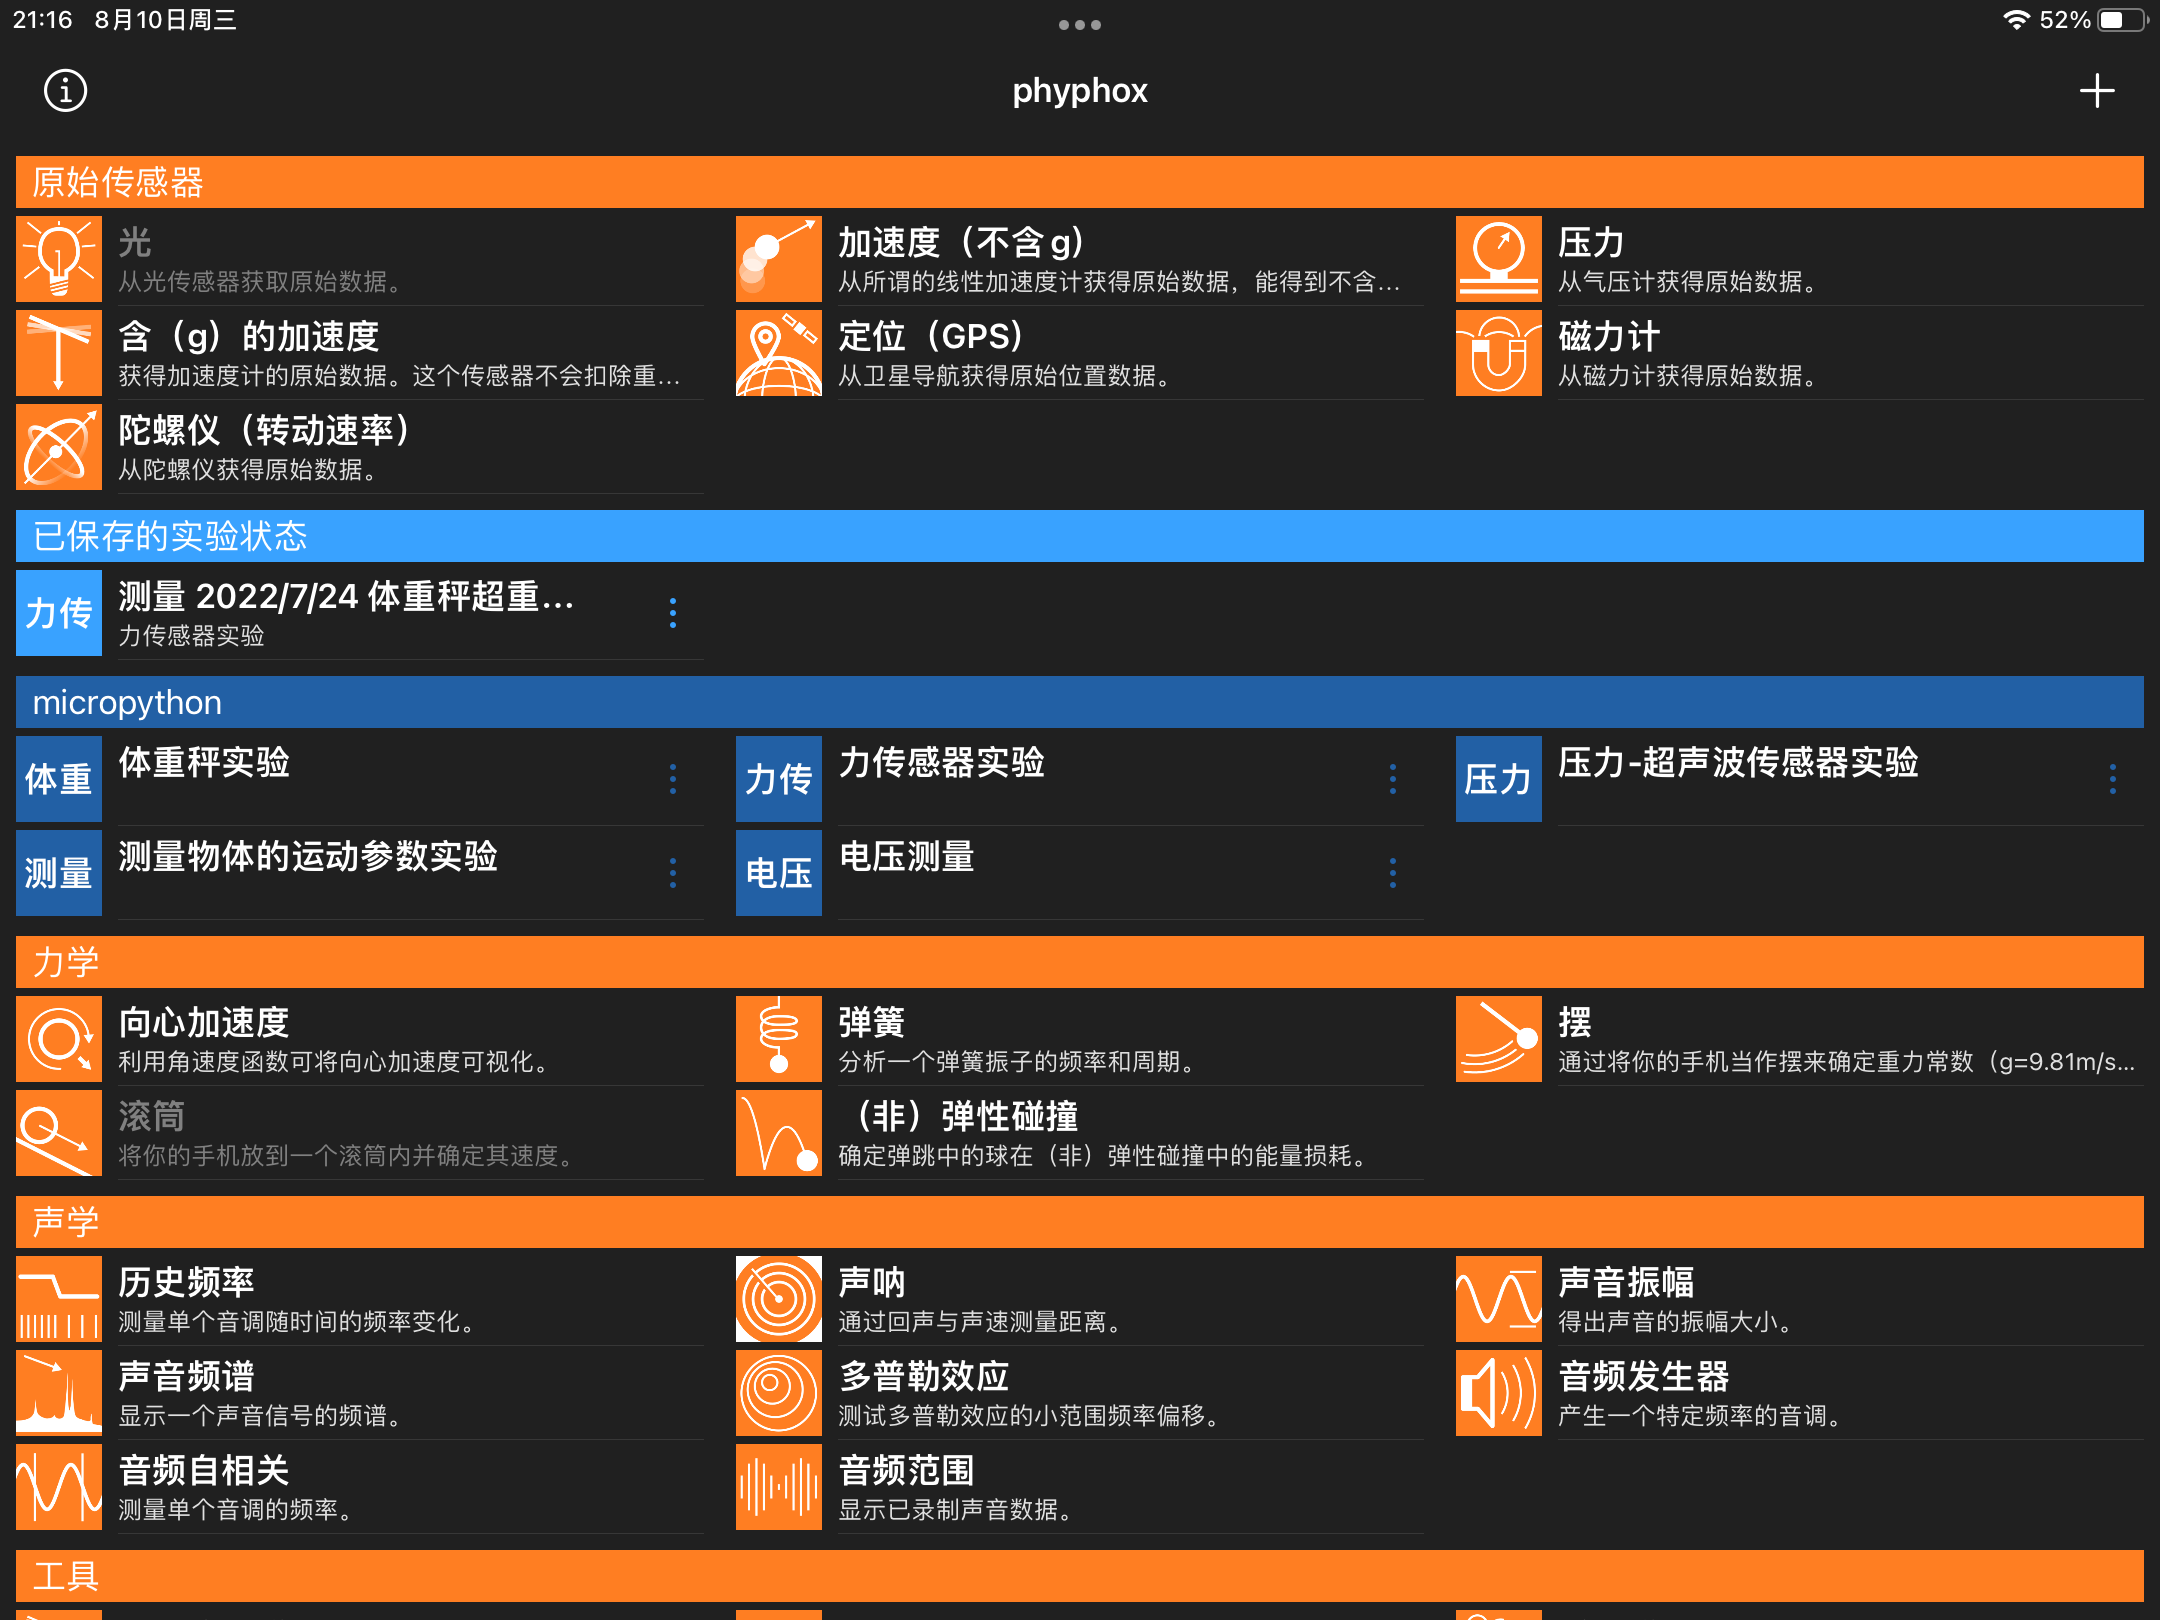 21:16 8月10日周三
52%
phyphox
原始传感器
光
从光传感器获取原始数据。
加速度（不含 g）
从所谓的线性加速度计获得原始数据，能得到不含...
压力
从气压计获得原始数据。
含（g）的加速度
获得加速度计的原始数据。这个传感器不会扣除重...
定位（GPS）
从卫星导航获得原始位置数据。
磁力计
从磁力计获得原始数据。
陀螺仪（转动速率）
从陀螺仪获得原始数据。
已保存的实验状态
力传
测量 2022/7/24 体重秤超重...
力传感器实验
micropython
体重
体重秤实验
力传
力传感器实验
压力
压力-超声波传感器实验
测量
测量物体的运动参数实验
电压
电压测量
力学
向心加速度
利用角速度函数可将向心加速度可视化。
弹簧
分析一个弹簧振子的频率和周期。
摆
通过将你的手机当作摆来确定重力常数（g=9.81m/s...
滚筒
将你的手机放到一个滚筒内并确定其速度。
（非）弹性碰撞
确定弹跳中的球在（非）弹性碰撞中的能量损耗。
声学
历史频率
测量单个音调随时间的频率变化。
声呐
通过回声与声速测量距离。
声音振幅
得出声音的振幅大小。
声音频谱
显示一个声音信号的频谱。
多普勒效应
测试多普勒效应的小范围频率偏移。
音频发生器
产生一个特定频率的音调。
音频自相关
测量单个音调的频率。
音频范围
显示已录制声音数据。
工具